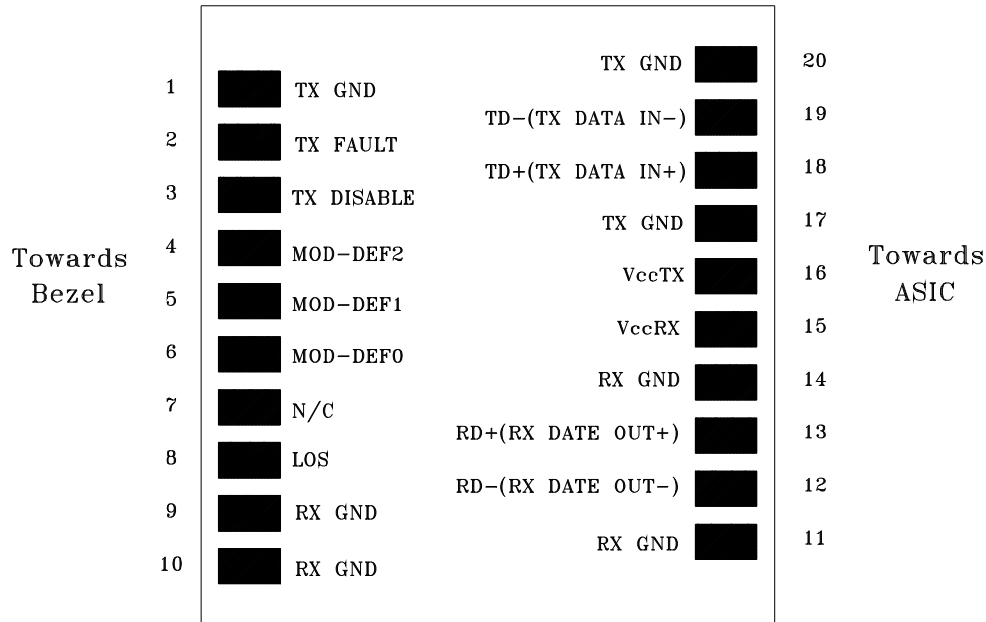 Towards
Bezel
1 TX GND
2 TX FAULT
3 TX DISABLE
4 MOD-DEF2
5 MOD-DEF1
6 MOD-DEF0
7 N/C
8 LOS
9 RX GND
10 RX GND
TX GND 20
TD-(TX DATA IN-) 19
TD+(TX DATA IN+) 18
TX GND 17
VccTX 16
VccRX 15
RX GND 14
RD+(RX DATE OUT+) 13
RD-(RX DATE OUT-) 12
RX GND 11
Towards
ASIC